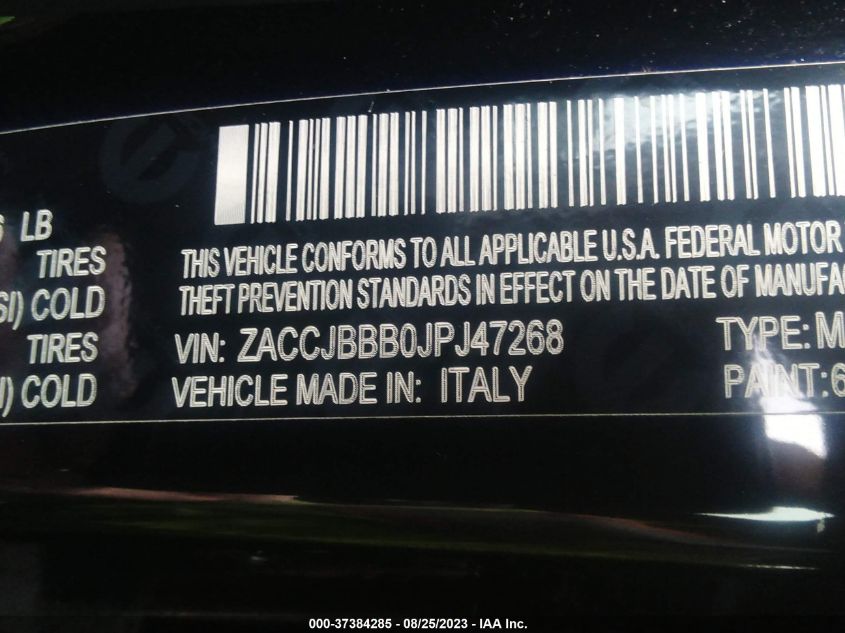 LB
TIRES
THIS VEHICLE CONFORMS TO ALL APPLICABLE U.S.A. FEDERAL MOTOR
SI) COLD
THEFT PREVENTION STANDARDS IN EFFECT ON THE DATE OF MANUFA
TIRES
VIN: ZACCJBBB0JPJ47268
TYPE: M
I) COLD
VEHICLE MADE IN: ITALY
PAINT: 6
000-37384285 - 08/25/2023 - IAA Inc.